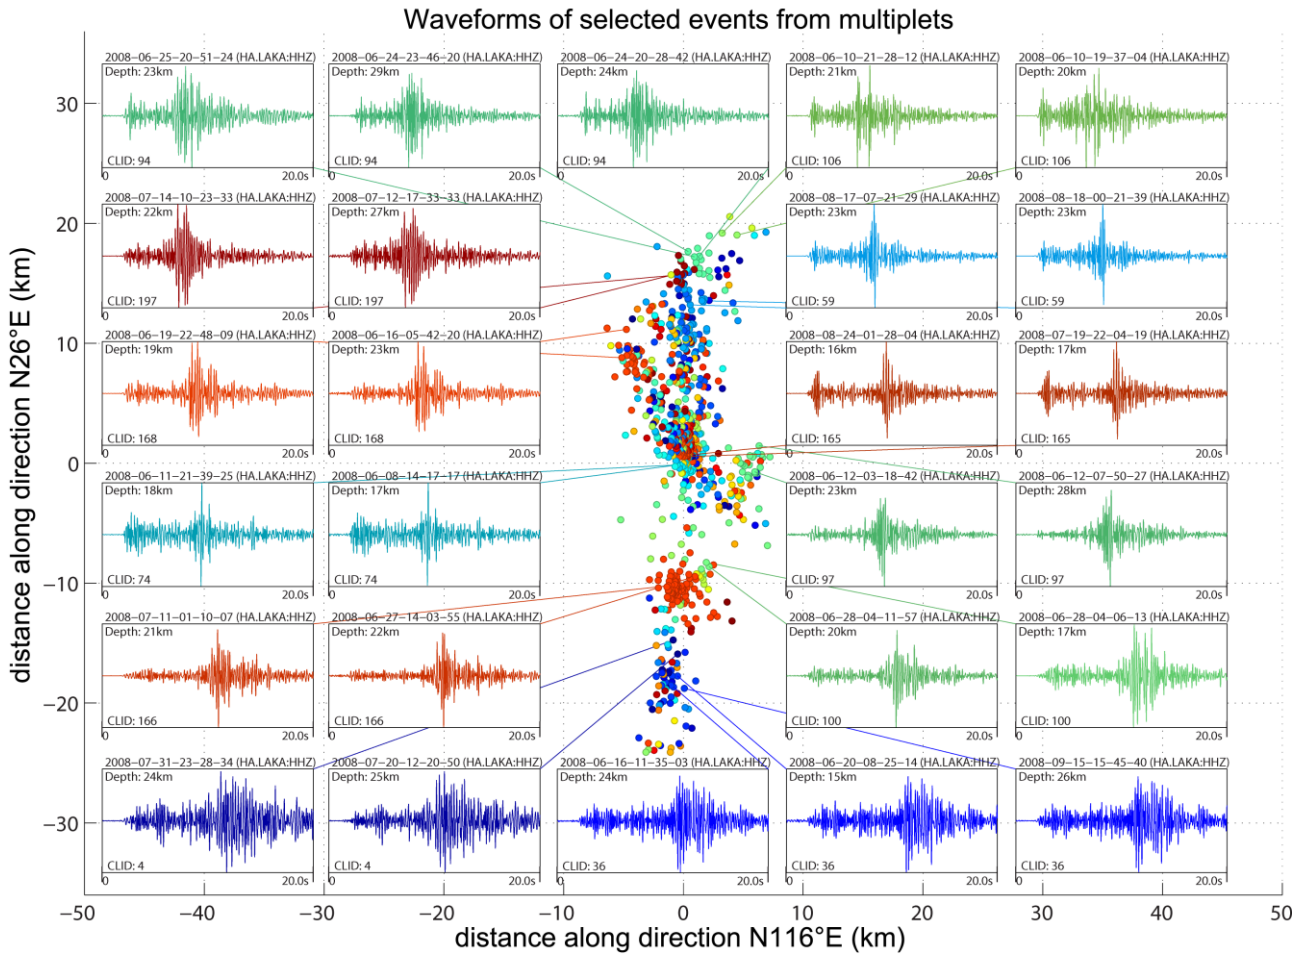 Waveforms of selected events from multiplets
2008−06−25−20−51−24 (HA.LAKA:HHZ)
Depth: 23km
CLID: 94
0 20.0s
2008−06−24−23−46−20 (HA.LAKA:HHZ)
Depth: 29km
CLID: 94
0 20.0s
2008−06−24−20−28−42 (HA.LAKA:HHZ)
Depth: 24km
CLID: 94
0 20.0s
2008−06−10−21−28−12 (HA.LAKA:HHZ)
Depth: 21km
CLID: 106
0 20.0s
2008−06−10−19−37−04 (HA.LAKA:HHZ)
Depth: 20km
CLID: 106
0 20.0s
2008−07−14−10−23−33 (HA.LAKA:HHZ)
Depth: 22km
CLID: 197
0 20.0s
2008−07−12−17−33−33 (HA.LAKA:HHZ)
Depth: 27km
CLID: 197
0 20.0s
2008−08−17−07−21−29 (HA.LAKA:HHZ)
Depth: 23km
CLID: 59
0 20.0s
2008−08−18−00−21−39 (HA.LAKA:HHZ)
Depth: 23km
CLID: 59
0 20.0s
2008−06−19−22−48−09 (HA.LAKA:HHZ)
Depth: 19km
CLID: 168
0 20.0s
2008−06−16−05−42−20 (HA.LAKA:HHZ)
Depth: 23km
CLID: 168
0 20.0s
2008−08−24−01−28−04 (HA.LAKA:HHZ)
Depth: 16km
CLID: 165
0 20.0s
2008−07−19−22−04−19 (HA.LAKA:HHZ)
Depth: 17km
CLID: 165
0 20.0s
2008−06−11−21−39−25 (HA.LAKA:HHZ)
Depth: 18km
CLID: 74
0 20.0s
2008−06−08−14−17−17 (HA.LAKA:HHZ)
Depth: 17km
CLID: 74
0 20.0s
2008−06−12−03−18−42 (HA.LAKA:HHZ)
Depth: 23km
CLID: 97
0 20.0s
2008−06−12−07−50−27 (HA.LAKA:HHZ)
Depth: 28km
CLID: 97
0 20.0s
2008−07−11−01−10−07 (HA.LAKA:HHZ)
Depth: 21km
CLID: 166
0 20.0s
2008−06−27−14−03−55 (HA.LAKA:HHZ)
Depth: 22km
CLID: 166
0 20.0s
2008−06−28−04−11−57 (HA.LAKA:HHZ)
Depth: 20km
CLID: 100
0 20.0s
2008−06−28−04−06−13 (HA.LAKA:HHZ)
Depth: 17km
CLID: 100
0 20.0s
2008−07−31−23−28−34 (HA.LAKA:HHZ)
Depth: 24km
CLID: 4
0 20.0s
2008−07−20−12−20−50 (HA.LAKA:HHZ)
Depth: 25km
CLID: 4
0 20.0s
2008−06−16−11−35−03 (HA.LAKA:HHZ)
Depth: 24km
CLID: 36
0 20.0s
2008−06−20−08−25−14 (HA.LAKA:HHZ)
Depth: 15km
CLID: 36
0 20.0s
2008−09−15−15−45−40 (HA.LAKA:HHZ)
Depth: 26km
CLID: 36
0 20.0s
distance along direction N26°E (km)
30
20
10
0
−10
−20
−30
−50 −40 −30 −20 −10 0 10 20 30 40 50
distance along direction N116°E (km)